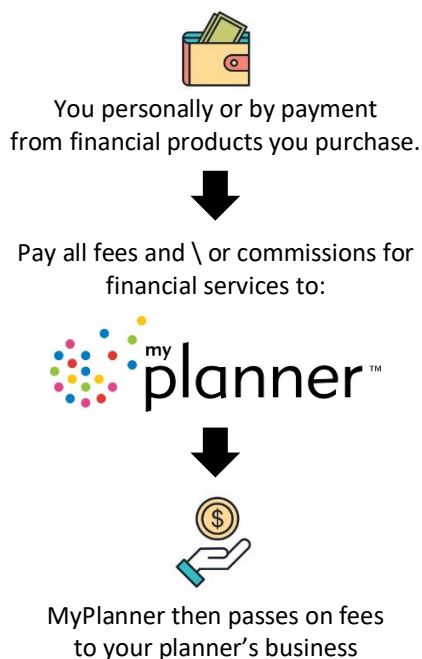 You personally or by payment
from financial products you purchase.
Pay all fees and \ or commissions for
financial services to:
my
planner™
$
MyPlanner then passes on fees
to your planner’s business